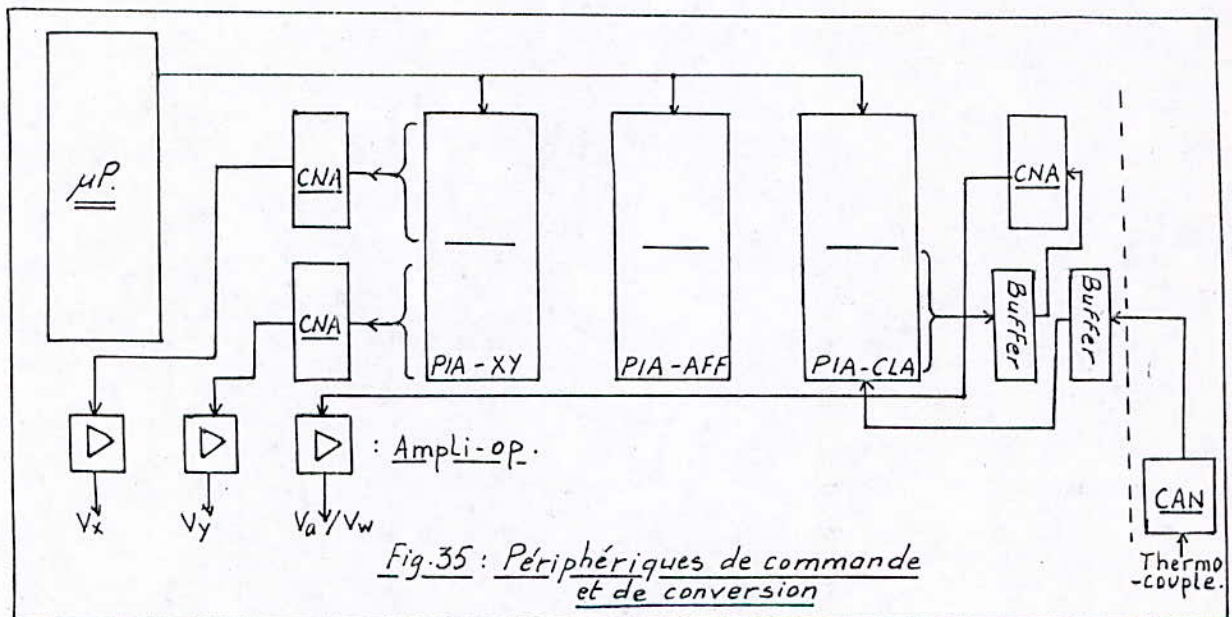 µP.
CNA
CNA
PIA-XY
PIA-AFF
PIA-CLA
CNA
Buffer
Buffer
CAN
Thermo
-couple.
: Ampli-op.
Vx
Vy
Va / Vw
Fig.35 : Périphériques de commande
et de conversion